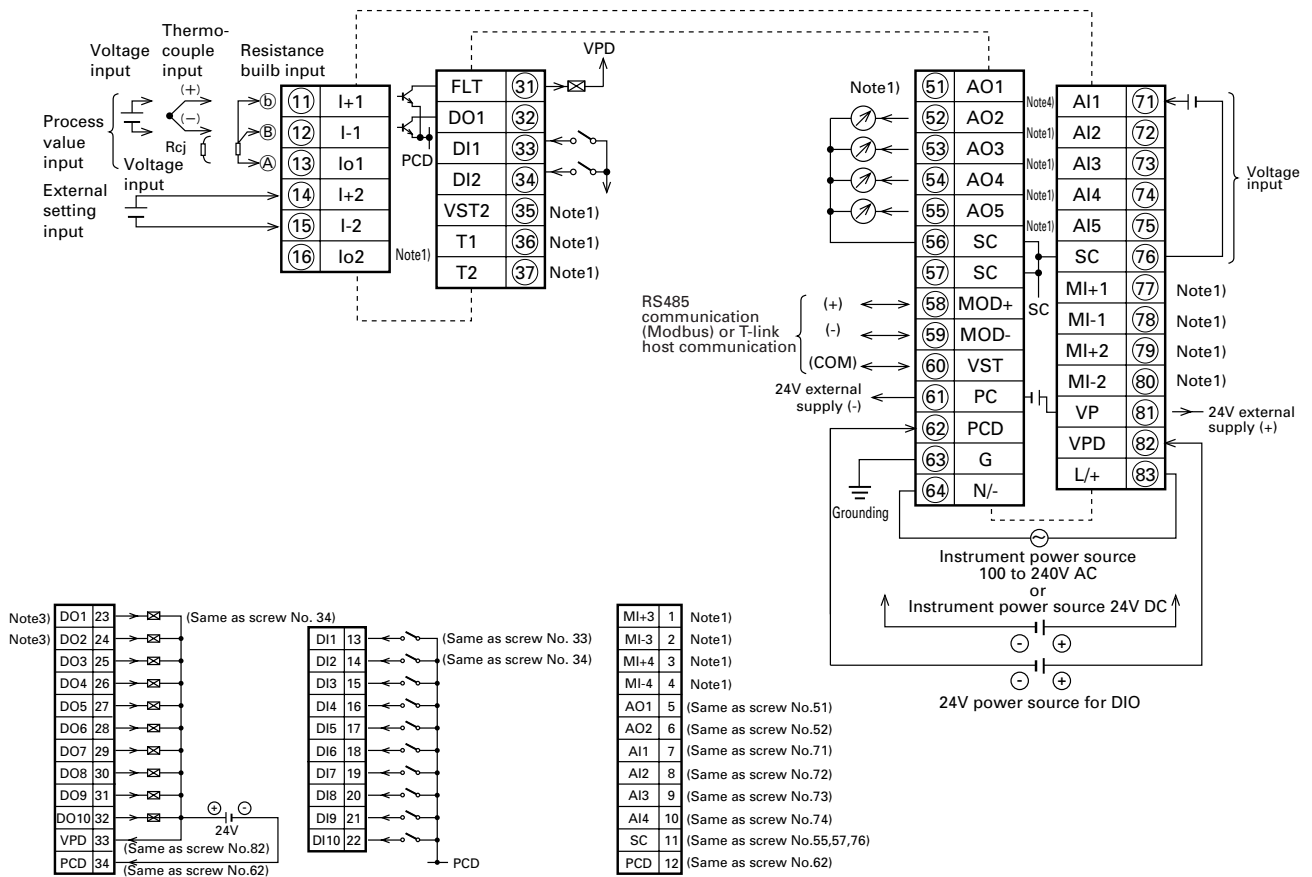 Voltage input
Thermo-couple input
Resistance builb input
Process value input
(+)
(−)
Rcj
b
B
A
Voltage input
External setting input
11 I+1
12 I-1
13 Io1
14 I+2
15 I-2
16 Io2
Note1)
PCD
VPD
FLT 31
DO1 32
DI1 33
DI2 34
VST2 35 Note1)
T1 36 Note1)
T2 37 Note1)
Note1)
51 AO1
52 AO2
53 AO3
54 AO4
55 AO5
56 SC
57 SC
58 MOD+
59 MOD-
60 VST
61 PC
62 PCD
63 G
64 N/-
RS485 communication (Modbus) or T-link host communication
(+)
(-)
(COM)
24V external supply (-)
Grounding
SC
Note4) AI1 71
Note1) AI2 72
Note1) AI3 73
Note1) AI4 74
Note1) AI5 75
SC 76
MI+1 77 Note1)
MI-1 78 Note1)
MI+2 79 Note1)
MI-2 80 Note1)
VP 81
VPD 82
L/+ 83
Voltage input
24V external supply (+)
Instrument power source
100 to 240V AC
or
Instrument power source 24V DC
- +
- +
24V power source for DIO
Note3) DO1 23 (Same as screw No. 34)
Note3) DO2 24
DO3 25
DO4 26
DO5 27
DO6 28
DO7 29
DO8 30
DO9 31
DO10 32
VPD 33 (Same as screw No.82)
PCD 34 (Same as screw No.62)
+ -
24V
DI1 13 (Same as screw No. 33)
DI2 14 (Same as screw No. 34)
DI3 15
DI4 16
DI5 17
DI6 18
DI7 19
DI8 20
DI9 21
DI10 22
PCD
MI+3 1 Note1)
MI-3 2 Note1)
MI+4 3 Note1)
MI-4 4 Note1)
AO1 5 (Same as screw No.51)
AO2 6 (Same as screw No.52)
AI1 7 (Same as screw No.71)
AI2 8 (Same as screw No.72)
AI3 9 (Same as screw No.73)
AI4 10 (Same as screw No.74)
SC 11 (Same as screw No.55,57,76)
PCD 12 (Same as screw No.62)